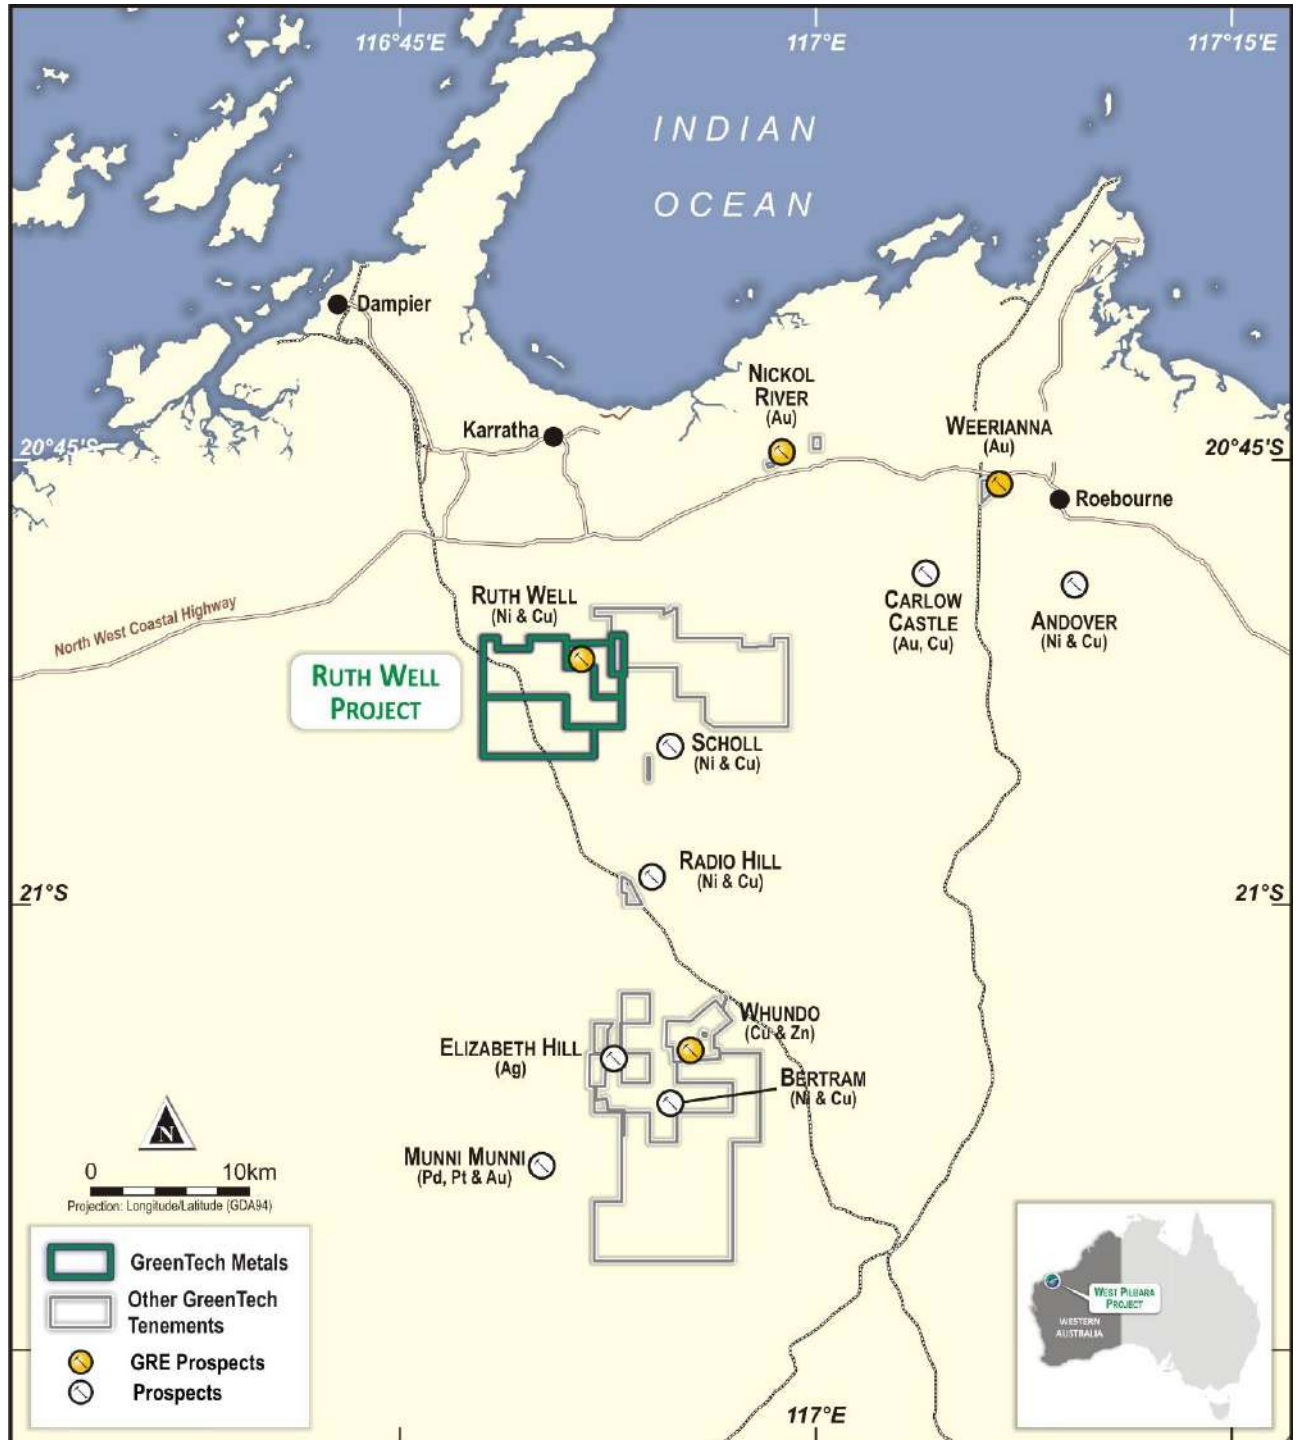 116°45'E
117°E
117°15'E
INDIAN
OCEAN
Dampier
NICKOL
RIVER
(Au)
Karratha
WEERIANNA
(Au)
20°45'S
20°45'S
Roebourne
RUTH WELL
(Ni & Cu)
CARLOW
CASTLE
(Au, Cu)
ANDOVER
(Ni & Cu)
North West Coastal Highway
RUTH WELL
PROJECT
SCHOLL
(Ni & Cu)
RADIO HILL
(Ni & Cu)
21°S
21°S
WHUNDO
(Cu & Zn)
ELIZABETH HILL
(Ag)
BERTRAM
(Ni & Cu)
MUNNI MUNNI
(Pd, Pt & Au)
N
0 10km
Projection: Longitude/Latitude (GDA94)
GreenTech Metals
Other GreenTech
Tenements
GRE Prospects
Prospects
WEST PILBARA
PROJECT
WESTERN
AUSTRALIA
117°E